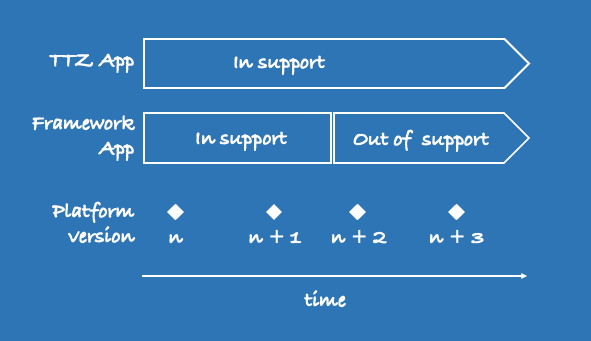 TTZ App
In support
Framework
App
In support
Out of support
Platform
version
n
n + 1
n + 2
n + 3
time